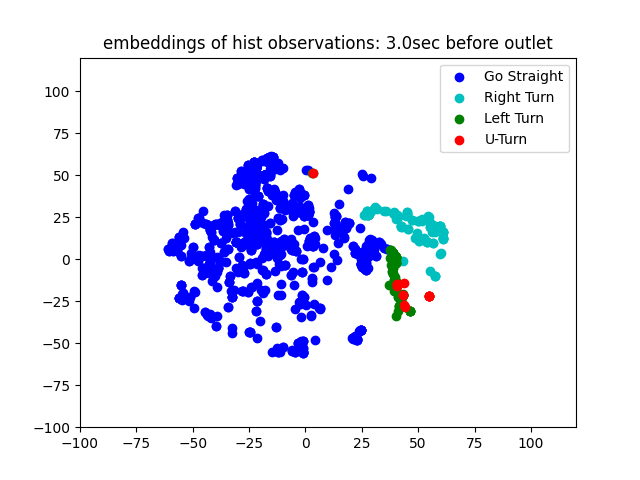 embeddings of hist observations: 3.0sec before outlet
Go Straight
Right Turn
Left Turn
U-Turn
100
75
50
25
0
−25
−50
−75
−100
−100 −75 −50 −25 0 25 50 75 100